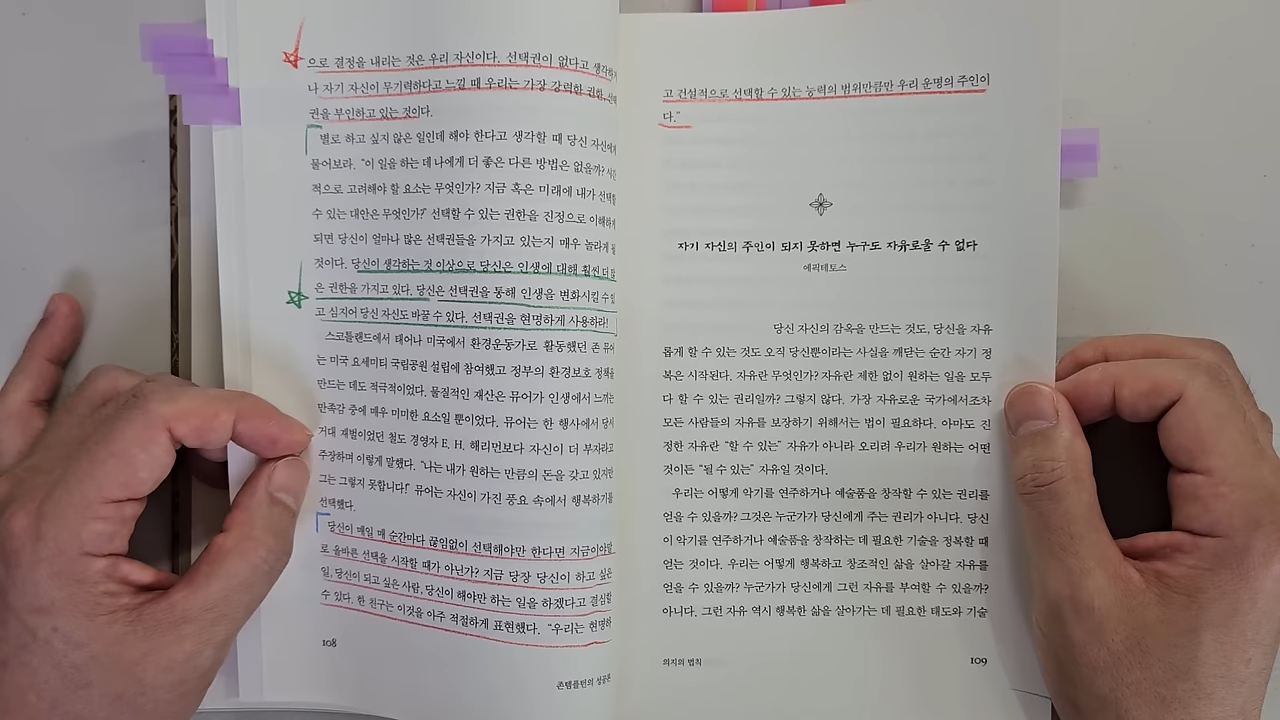 으로 결정을 내리는 것은 우리 자신이다. 선택권이 없다고 생각하거
나 자기 자신이 무기력하다고 느낄 때 우리는 가장 강력한 권한, 선택
권을 부인하고 있는 것이다.
별로 하고 싶지 않은 일인데 해야 한다고 생각할 때 당신 자신에게
물어보라. “이 일을 하는 데 나에게 더 좋은 다른 방법은 없을까? 시간
적으로 고려해야 할 요소는 무엇인가? 지금 혹은 미래에 내가 선택할
수 있는 대안은 무엇인가?” 선택할 수 있는 권한을 진정으로 이해하게
되면 당신이 얼마나 많은 선택권들을 가지고 있는지 매우 놀라게 될
것이다. 당신이 생각하는 것 이상으로 당신은 인생에 대해 훨씬 더 많
은 권한을 가지고 있다. 당신은 선택권을 통해 인생을 변화시킬 수 있
고 심지어 당신 자신도 바꿀 수 있다. 선택권을 현명하게 사용하라!
스코틀랜드에서 태어나 미국에서 환경운동가로 활동했던 존 뮤어
는 미국 요세미티 국립공원 설립에 참여했고 정부의 환경보호 정책을
만드는 데도 적극적이었다. 물질적인 재산은 뮤어가 인생에서 느끼는
만족감 중에 매우 미미한 요소일 뿐이었다. 뮤어는 한 행사에서 당시
거대 재벌이었던 철도 경영자 E. H. 해리먼보다 자신이 더 부자라고
주장하며 이렇게 말했다. “나는 내가 원하는 만큼의 돈을 갖고 있지만
그는 그렇지 못합니다!” 뮤어는 자신이 가진 풍요 속에서 행복하기를
선택했다.
당신이 매일 매 순간마다 끊임없이 선택해야만 한다면 지금이야말
로 올바른 선택을 시작할 때가 아닌가? 지금 당장 당신이 하고 싶은
일, 당신이 되고 싶은 사람, 당신이 해야만 하는 일을 하겠다고 결심할
수 있다. 한 친구는 이것을 아주 적절하게 표현했다. “우리는 현명하
108
존템플턴의 성공론
고 건설적으로 선택할 수 있는 능력의 범위만큼만 우리 운명의 주인이
다.”
자기 자신의 주인이 되지 못하면 누구도 자유로울 수 없다
에픽테토스
당신 자신의 감옥을 만드는 것도, 당신을 자유
롭게 할 수 있는 것도 오직 당신뿐이라는 사실을 깨닫는 순간 자기 정
복은 시작된다. 자유란 무엇인가? 자유란 제한 없이 원하는 일을 모두
다 할 수 있는 권리일까? 그렇지 않다. 가장 자유로운 국가에서조차
모든 사람들의 자유를 보장하기 위해서는 법이 필요하다. 아마도 진
정한 자유란 “할 수 있는” 자유가 아니라 오히려 우리가 원하는 어떤
것이든 “될 수 있는” 자유일 것이다.
우리는 어떻게 악기를 연주하거나 예술품을 창작할 수 있는 권리를
얻을 수 있을까? 그것은 누군가가 당신에게 주는 권리가 아니다. 당신
이 악기를 연주하거나 예술품을 창작하는 데 필요한 기술을 정복할 때
얻는 것이다. 우리는 어떻게 행복하고 창조적인 삶을 살아갈 자유를
얻을 수 있을까? 누군가가 당신에게 그런 자유를 부여할 수 있을까?
아니다. 그런 자유 역시 행복한 삶을 살아가는 데 필요한 태도와 기술
의지의 법칙
109